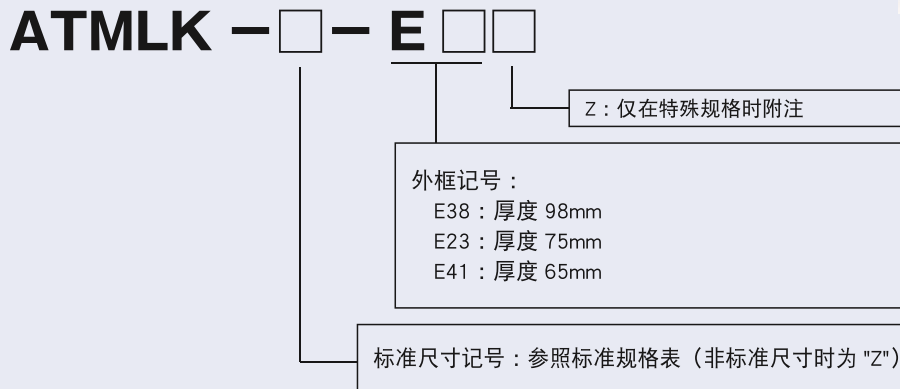 ATMLK －□－ E □□
Z：仅在特殊规格时附注
外框记号：
E38：厚度 98mm
E23：厚度 75mm
E41：厚度 65mm
标准尺寸记号：参照标准规格表（非标准尺寸时为 "Z"）